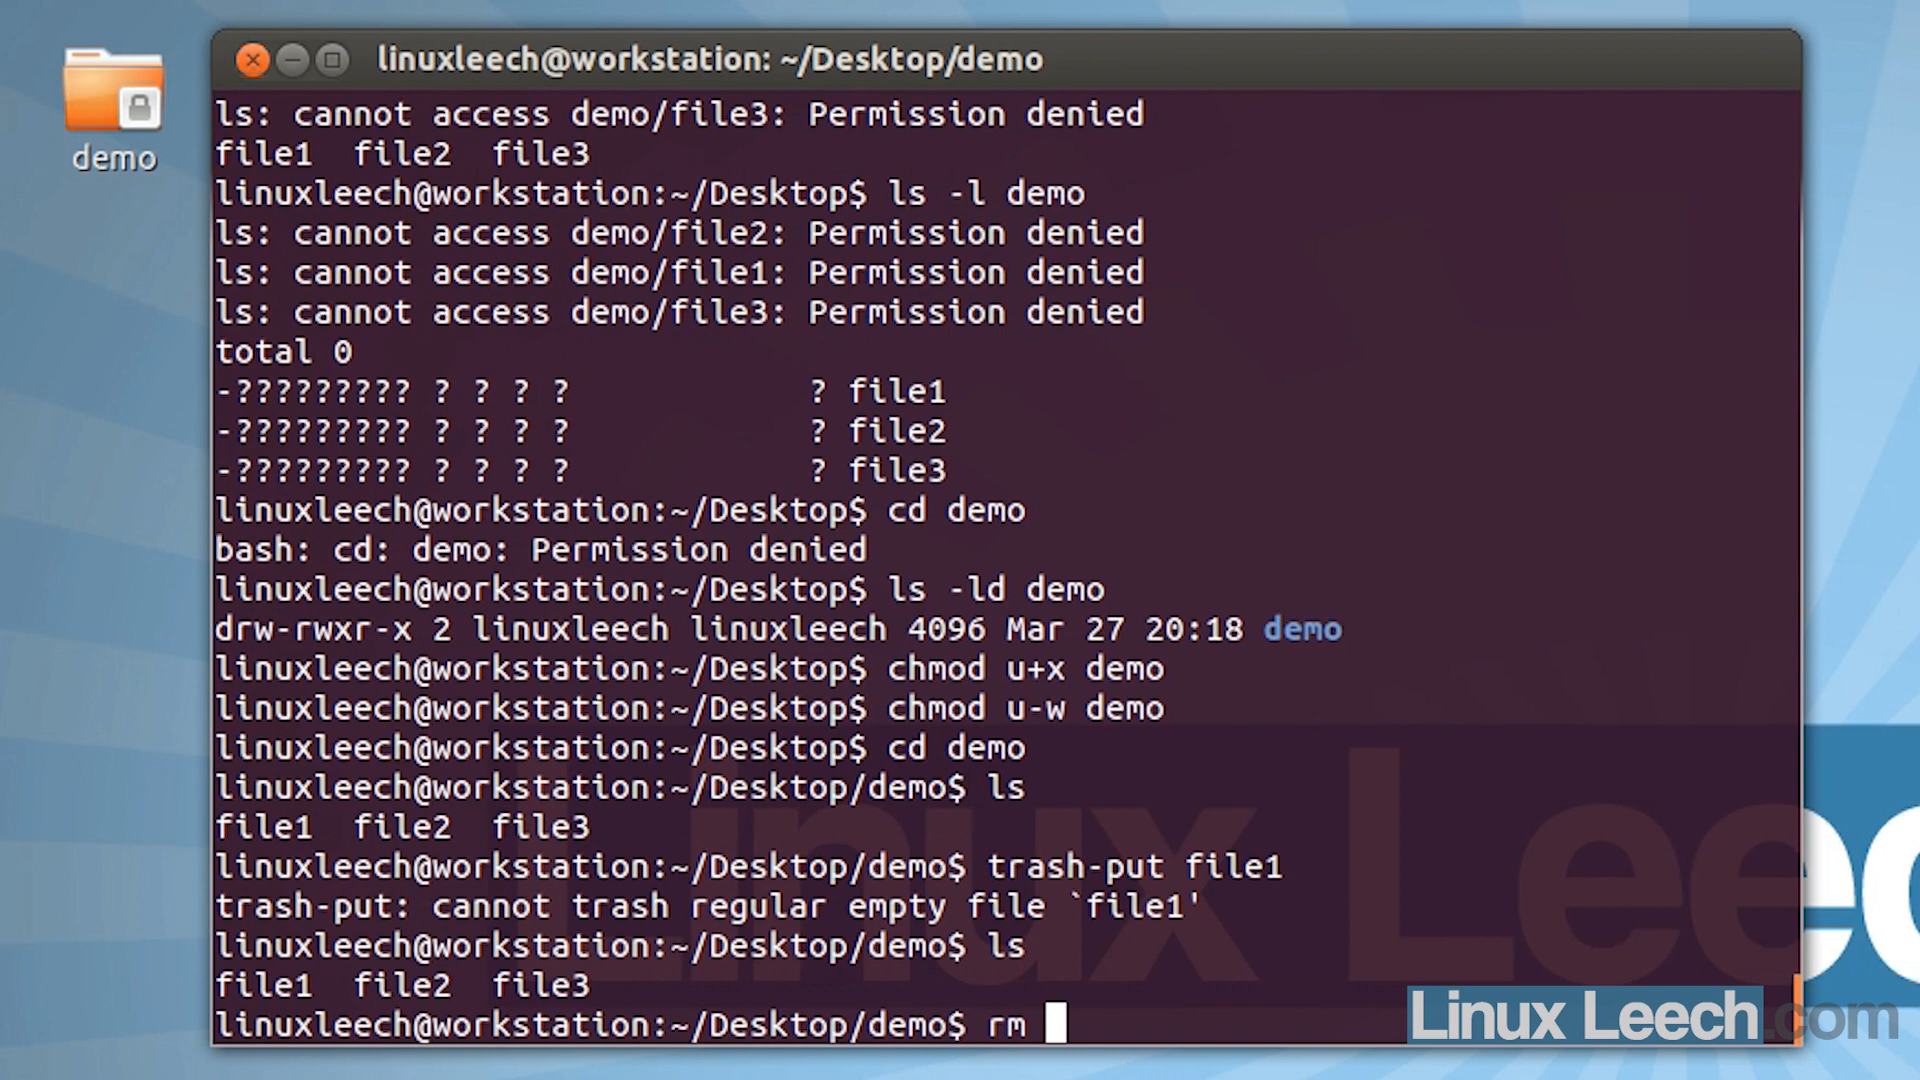 linuxleech@workstation: ~/Desktop/demo
demo
ls: cannot access demo/file3: Permission denied
file1  file2  file3
linuxleech@workstation:~/Desktop$ ls -l demo
ls: cannot access demo/file2: Permission denied
ls: cannot access demo/file1: Permission denied
ls: cannot access demo/file3: Permission denied
total 0
-????????? ? ? ? ?            ? file1
-????????? ? ? ? ?            ? file2
-????????? ? ? ? ?            ? file3
linuxleech@workstation:~/Desktop$ cd demo
bash: cd: demo: Permission denied
linuxleech@workstation:~/Desktop$ ls -ld demo
drw-rwxr-x 2 linuxleech linuxleech 4096 Mar 27 20:18 demo
linuxleech@workstation:~/Desktop$ chmod u+x demo
linuxleech@workstation:~/Desktop$ chmod u-w demo
linuxleech@workstation:~/Desktop$ cd demo
linuxleech@workstation:~/Desktop/demo$ ls
file1  file2  file3
linuxleech@workstation:~/Desktop/demo$ trash-put file1
trash-put: cannot trash regular empty file `file1'
linuxleech@workstation:~/Desktop/demo$ ls
file1  file2  file3
linuxleech@workstation:~/Desktop/demo$ rm
Linux Leec
Linux Leech.com